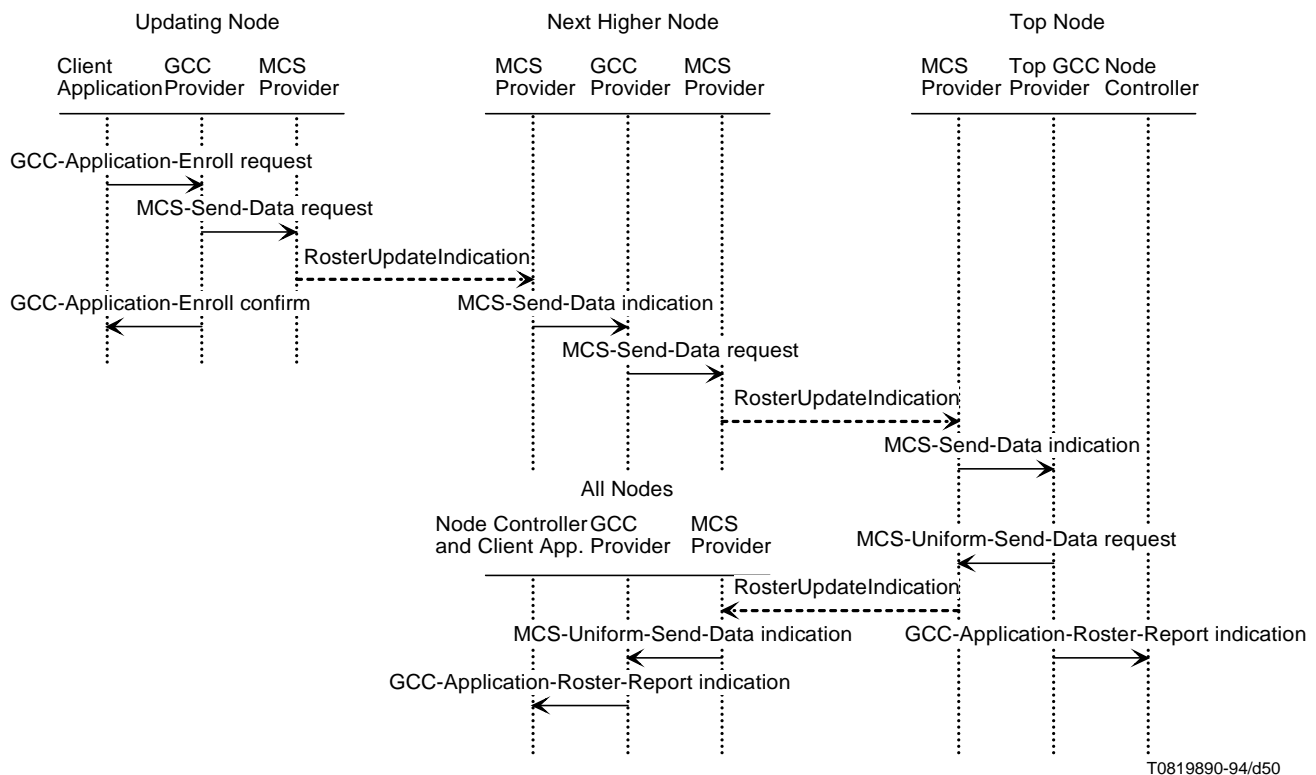 Updating Node
Next Higher Node
Top Node
Client Application
GCC Provider
MCS Provider
MCS Provider
GCC Provider
MCS Provider
MCS Provider
Top GCC Provider
Node Controller
GCC-Application-Enroll request
MCS-Send-Data request
RosterUpdateIndication
GCC-Application-Enroll confirm
MCS-Send-Data indication
MCS-Send-Data request
RosterUpdateIndication
MCS-Send-Data indication
All Nodes
Node Controller and Client App.
GCC Provider
MCS Provider
MCS-Uniform-Send-Data request
RosterUpdateIndication
MCS-Uniform-Send-Data indication
GCC-Application-Roster-Report indication
GCC-Application-Roster-Report indication
T0819890-94/d50